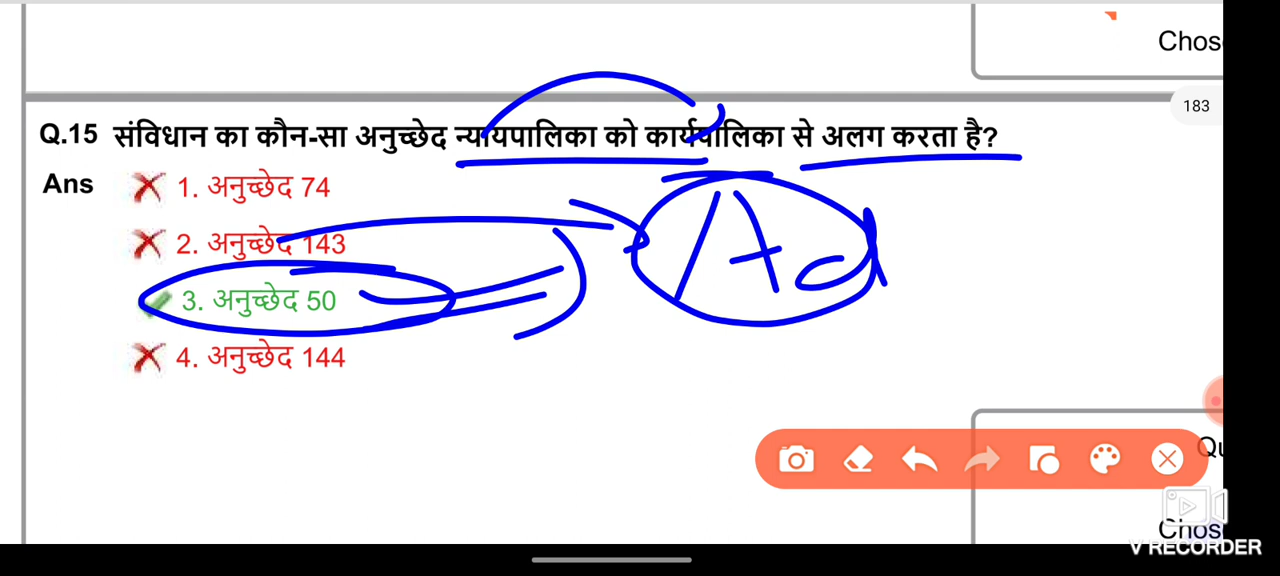 Chos
183
Q.15 संविधान का कौन-सा अनुच्छेद न्यायपालिका को कार्यपालिका से अलग करता है?
Ans
1. अनुच्छेद 74
2. अनुच्छेद 143
3. अनुच्छेद 50
4. अनुच्छेद 144
Qu
Chos
V RECORDER